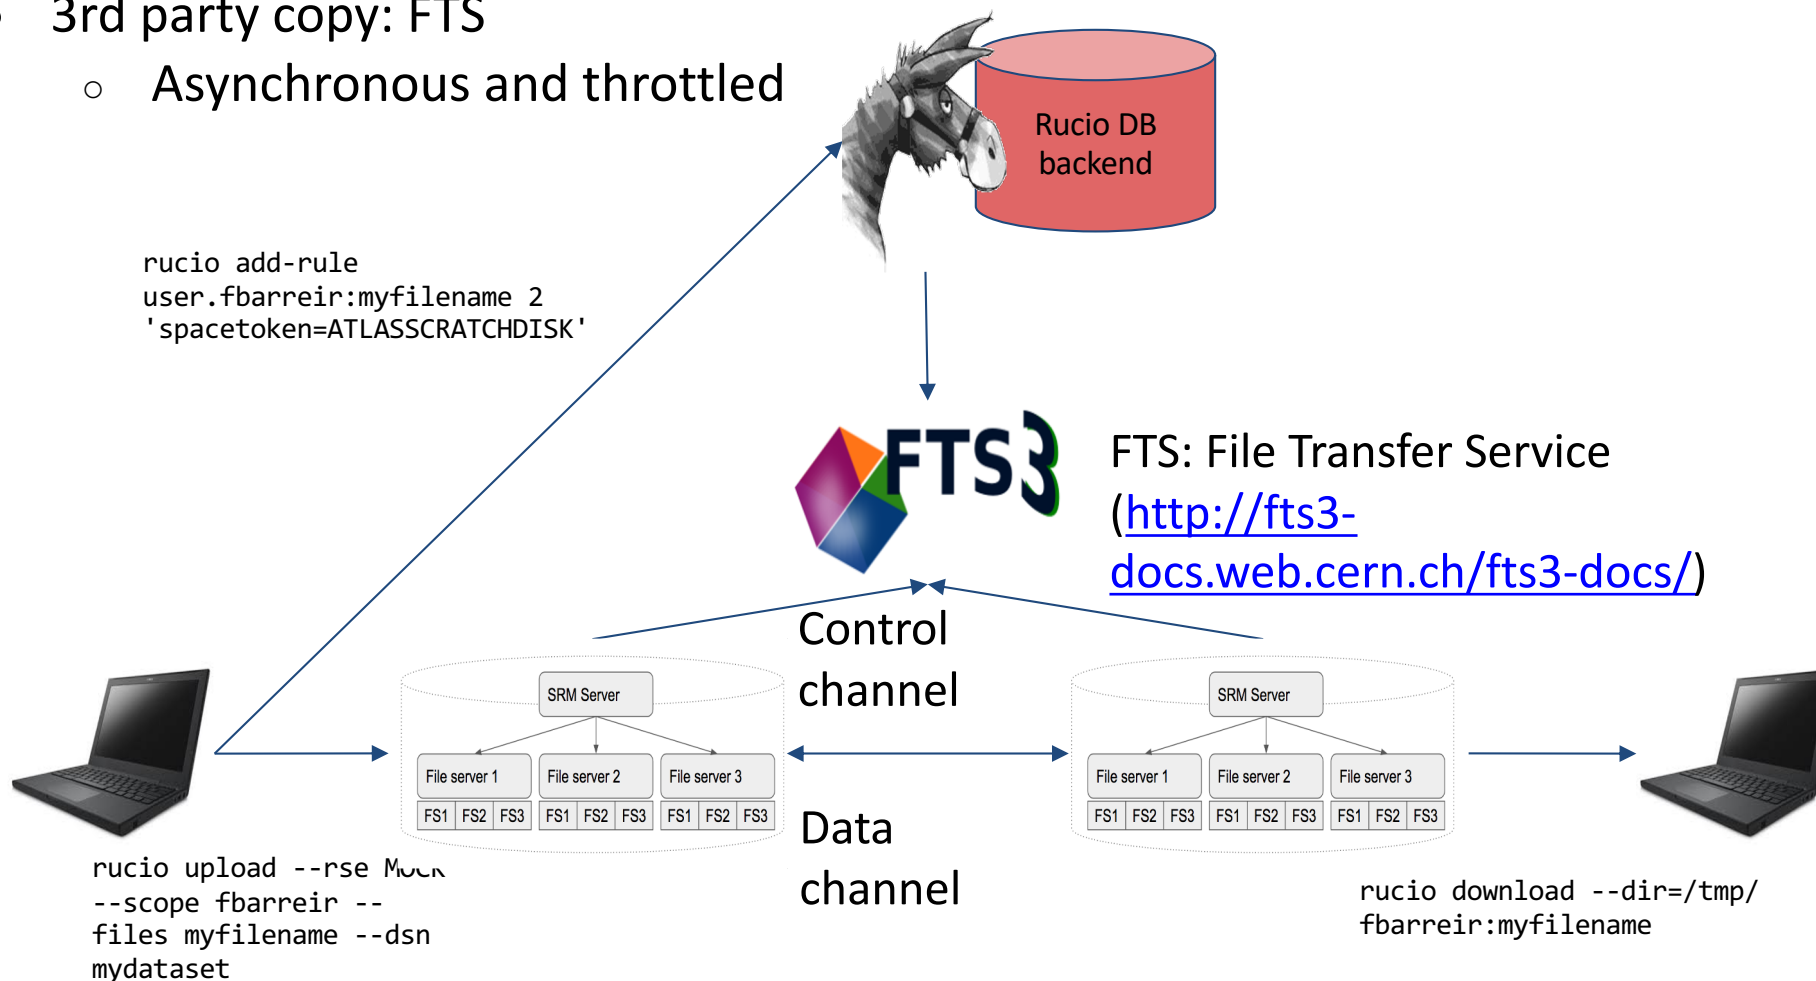 3rd party copy: FTS
○ Asynchronous and throttled
Rucio DB
backend
rucio add-rule
user.fbarreir:myfilename 2
'spacetoken=ATLASSCRATCHDISK'
FTS3
FTS: File Transfer Service
(http://fts3-
docs.web.cern.ch/fts3-docs/)
Control
channel
SRM Server
File server 1 File server 2 File server 3
FS1 FS2 FS3 FS1 FS2 FS3 FS1 FS2 FS3
SRM Server
File server 1 File server 2 File server 3
FS1 FS2 FS3 FS1 FS2 FS3 FS1 FS2 FS3
Data
channel
rucio upload --rse Mock
--scope fbarreir --
files myfilename --dsn
mydataset
rucio download --dir=/tmp/
fbarreir:myfilename